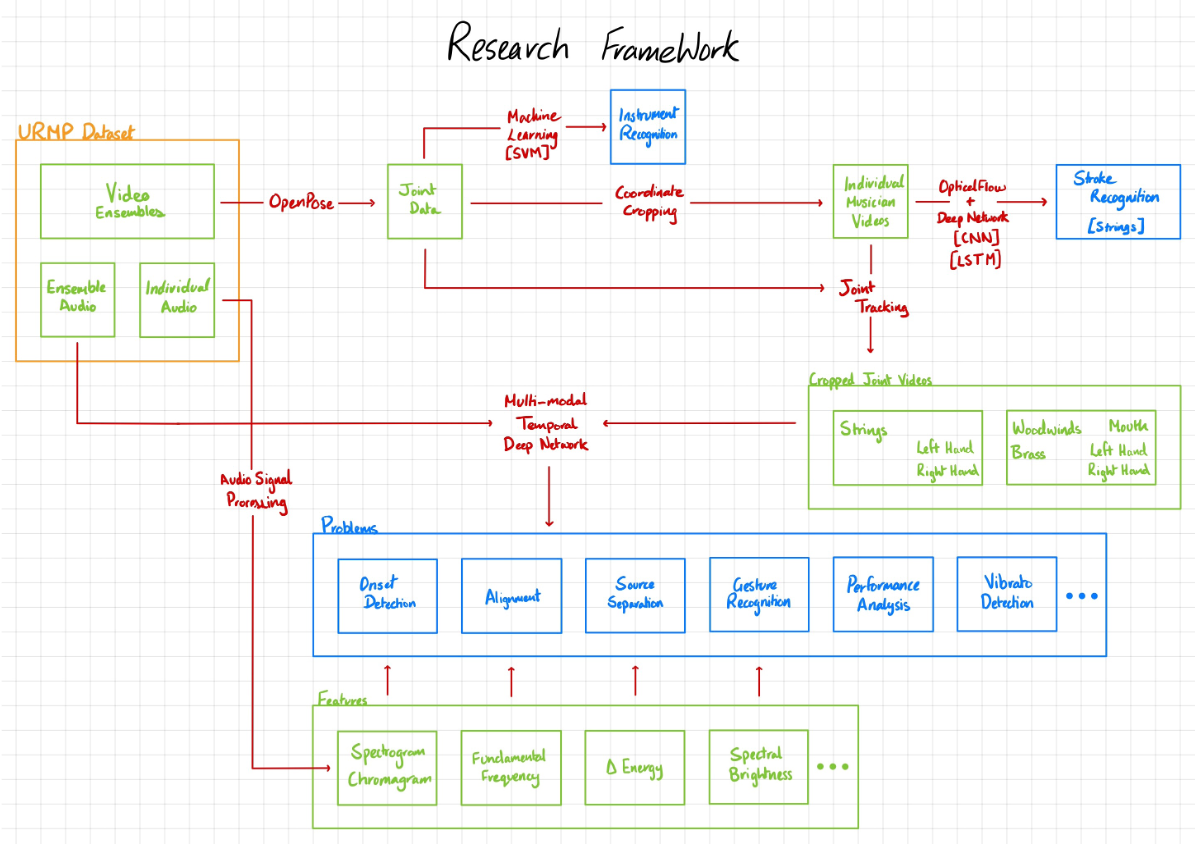 Research FrameWork
URMP Dataset
Video
Ensembles
Ensemble
Audio
Individual
Audio
OpenPose
Joint
Data
Machine
Learning
[SVM]
Instrument
Recognition
Coordinate
Cropping
Individual
Musician
Videos
OpticalFlow
+
Deep Network
[CNN]
[LSTM]
Stroke
Recognition
[Strings]
Joint
Tracking
Cropped Joint Videos
Strings
Left Hand
Right Hand
Woodwinds
Brass
Mouth
Left Hand
Right Hand
Multi-modal
Temporal
Deep Network
Audio Signal
Processing
Problems
Onset
Detection
Alignment
Source
Separation
Gesture
Recognition
Performance
Analysis
Vibrato
Detection
...
Features
Spectrogram
Chromagram
Fundamental
Frequency
Δ Energy
Spectral
Brightness
...